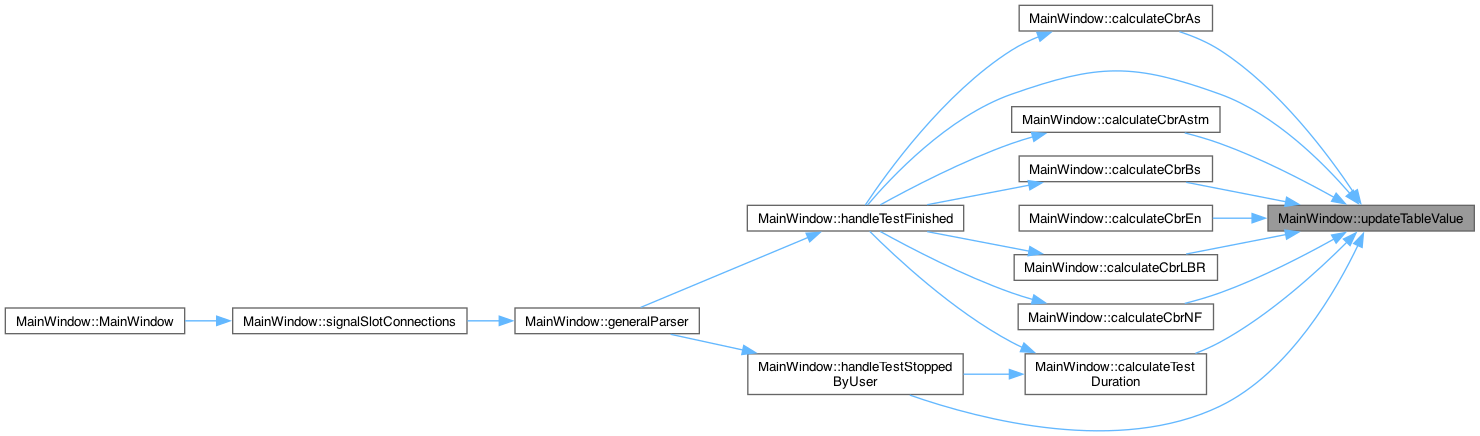 MainWindow::calculateCbrAs
MainWindow::calculateCbrAstm
MainWindow::calculateCbrBs
MainWindow::handleTestFinished
MainWindow::calculateCbrEn
MainWindow::updateTableValue
MainWindow::calculateCbrLBR
MainWindow::MainWindow
MainWindow::signalSlotConnections
MainWindow::generalParser
MainWindow::calculateCbrNF
MainWindow::handleTestStopped
ByUser
MainWindow::calculateTest
Duration